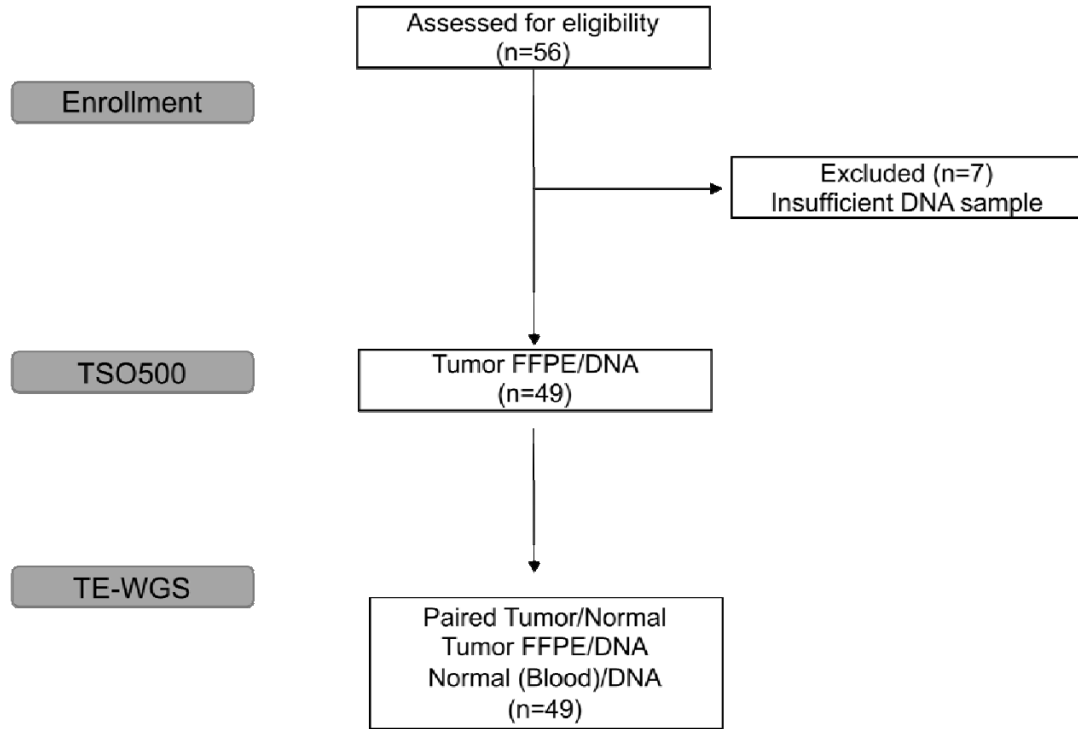 Assessed for eligibility
(n=56)
Enrollment
Excluded (n=7)
Insufficient DNA sample
TSO500
Tumor FFPE/DNA
(n=49)
TE-WGS
Paired Tumor/Normal
Tumor FFPE/DNA
Normal (Blood)/DNA
(n=49)